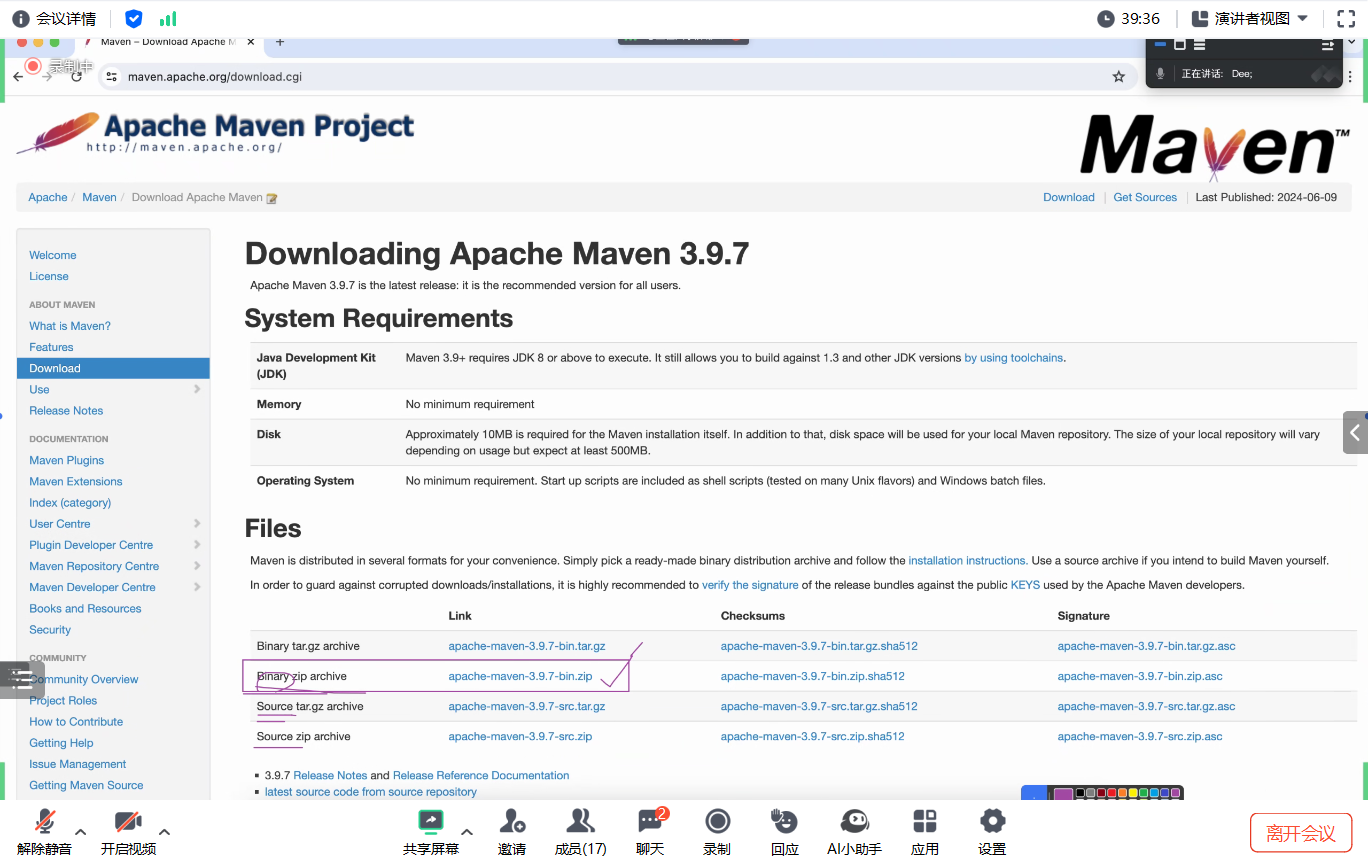 会议详情
39:36
演讲者视图
Maven – Download Apache M
录制中
maven.apache.org/download.cgi
正在讲话: Dee;
Apache Maven Project
http://maven.apache.org/
Maven™
Apache / Maven / Download Apache Maven
Download | Get Sources | Last Published: 2024-06-09
Welcome
License
ABOUT MAVEN
What is Maven?
Features
Download
Use
Release Notes
DOCUMENTATION
Maven Plugins
Maven Extensions
Index (category)
User Centre
Plugin Developer Centre
Maven Repository Centre
Maven Developer Centre
Books and Resources
Security
COMMUNITY
Community Overview
Project Roles
How to Contribute
Getting Help
Issue Management
Getting Maven Source
Downloading Apache Maven 3.9.7
Apache Maven 3.9.7 is the latest release: it is the recommended version for all users.
System Requirements
Java Development Kit (JDK)
Maven 3.9+ requires JDK 8 or above to execute. It still allows you to build against 1.3 and other JDK versions by using toolchains.
Memory
No minimum requirement
Disk
Approximately 10MB is required for the Maven installation itself. In addition to that, disk space will be used for your local Maven repository. The size of your local repository will vary
depending on usage but expect at least 500MB.
Operating System
No minimum requirement. Start up scripts are included as shell scripts (tested on many Unix flavors) and Windows batch files.
Files
Maven is distributed in several formats for your convenience. Simply pick a ready-made binary distribution archive and follow the installation instructions. Use a source archive if you intend to build Maven yourself.
In order to guard against corrupted downloads/installations, it is highly recommended to verify the signature of the release bundles against the public KEYS used by the Apache Maven developers.
Link Checksums Signature
Binary tar.gz archive apache-maven-3.9.7-bin.tar.gz apache-maven-3.9.7-bin.tar.gz.sha512 apache-maven-3.9.7-bin.tar.gz.asc
Binary zip archive apache-maven-3.9.7-bin.zip apache-maven-3.9.7-bin.zip.sha512 apache-maven-3.9.7-bin.zip.asc
Source tar.gz archive apache-maven-3.9.7-src.tar.gz apache-maven-3.9.7-src.tar.gz.sha512 apache-maven-3.9.7-src.tar.gz.asc
Source zip archive apache-maven-3.9.7-src.zip apache-maven-3.9.7-src.zip.sha512 apache-maven-3.9.7-src.zip.asc
▪ 3.9.7 Release Notes and Release Reference Documentation
▪ latest source code from source repository
解除静音
开启视频
共享屏幕
邀请
成员(17)
2
聊天
录制
回应
AI小助手
应用
设置
离开会议